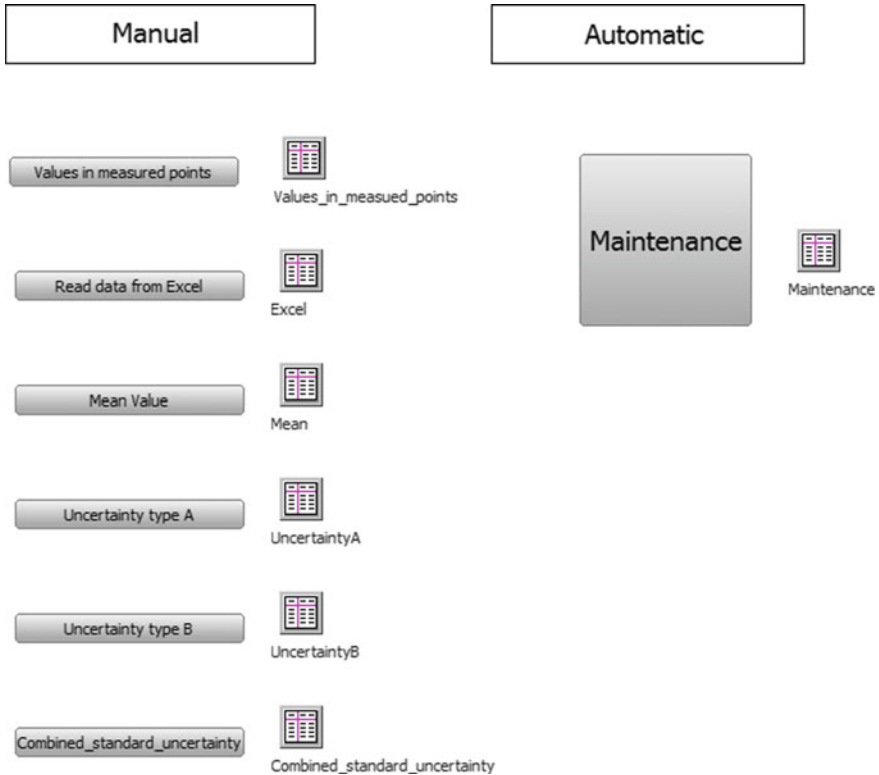 Manual
Automatic
Values in measured points
Values_in_measued_points
Maintenance
Maintenance
Read data from Excel
Excel
Mean Value
Mean
Uncertainty type A
UncertaintyA
Uncertainty type B
UncertaintyB
Combined_standard_uncertainty
Combined_standard_uncertainty